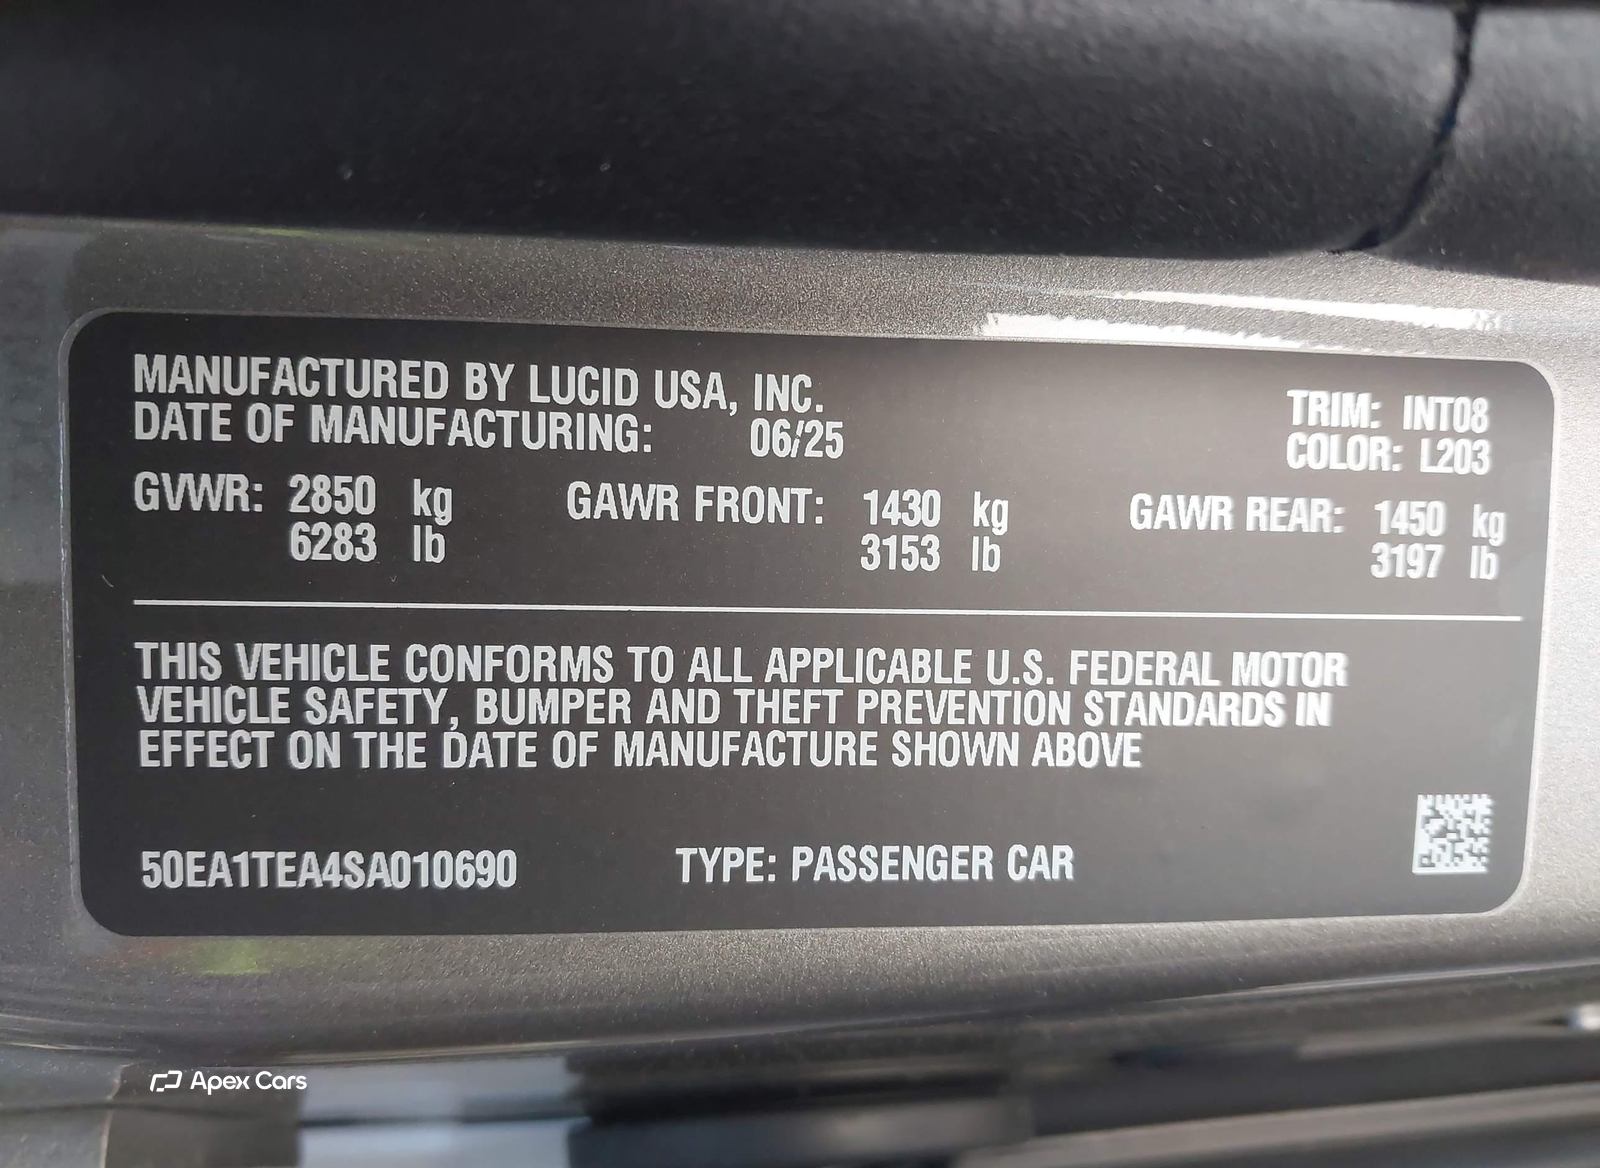 MANUFACTURED BY LUCID USA, INC.
DATE OF MANUFACTURING: 06/25
TRIM: INT08
COLOR: L203
GVWR: 2850 kg GAWR FRONT: 1430 kg GAWR REAR: 1450 kg
6283 lb 3153 lb 3197 lb
THIS VEHICLE CONFORMS TO ALL APPLICABLE U.S. FEDERAL MOTOR
VEHICLE SAFETY, BUMPER AND THEFT PREVENTION STANDARDS IN
EFFECT ON THE DATE OF MANUFACTURE SHOWN ABOVE
50EA1TEA4SA010690 TYPE: PASSENGER CAR
Apex Cars